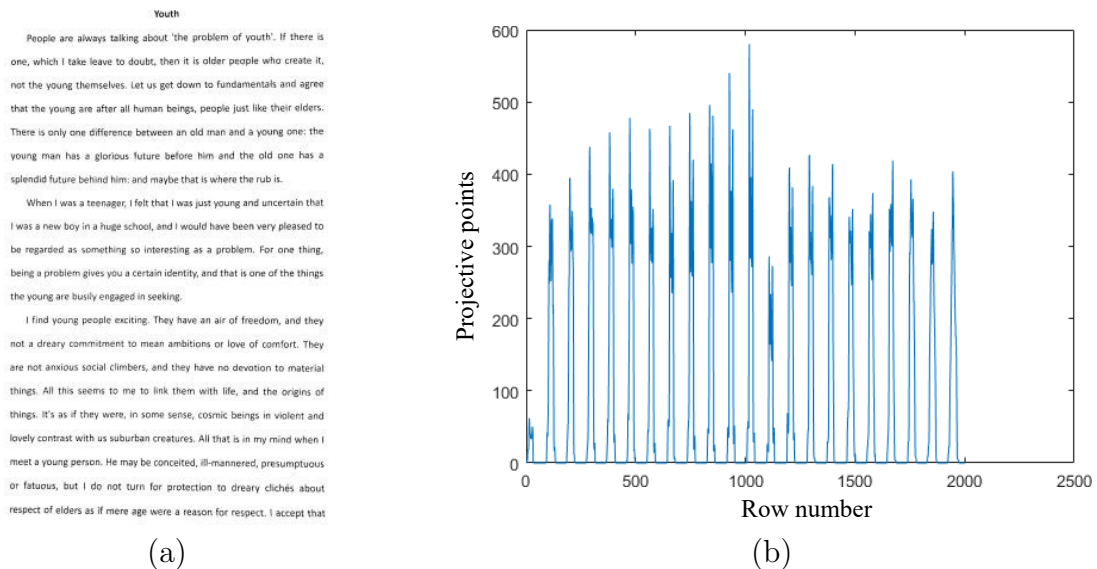 Youth
People are always talking about 'the problem of youth'. If there is
one, which I take leave to doubt, then it is older people who create it,
not the young themselves. Let us get down to fundamentals and agree
that the young are after all human beings, people just like their elders.
There is only one difference between an old man and a young one: the
young man has a glorious future before him and the old one has a
splendid future behind him: and maybe that is where the rub is.
When I was a teenager, I felt that I was just young and uncertain that
I was a new boy in a huge school, and I would have been very pleased to
be regarded as something so interesting as a problem. For one thing,
being a problem gives you a certain identity, and that is one of the things
the young are busily engaged in seeking.
I find young people exciting. They have an air of freedom, and they
not a dreary commitment to mean ambitions or love of comfort. They
are not anxious social climbers, and they have no devotion to material
things. All this seems to me to link them with life, and the origins of
things. It's as if they were, in some sense, cosmic beings in violent and
lovely contrast with us suburban creatures. All that is in my mind when I
meet a young person. He may be conceited, ill-mannered, presumptuous
or fatuous, but I do not turn for protection to dreary clichés about
respect of elders as if mere age were a reason for respect. I accept that
(a)
600
500
400
300
200
100
0
Projective points
0 500 1000 1500 2000 2500
Row number
(b)